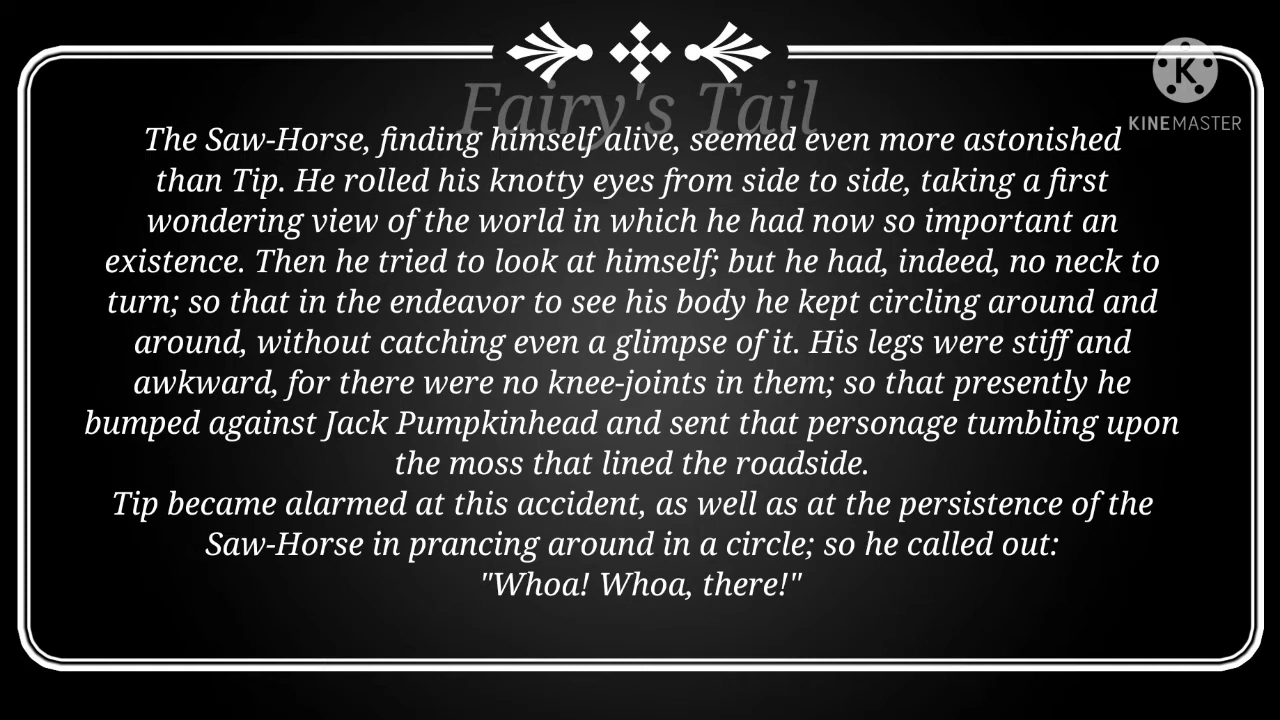 Fairy's Tail
K
KINEMASTER
The Saw-Horse, finding himself alive, seemed even more astonished
than Tip. He rolled his knotty eyes from side to side, taking a first
wondering view of the world in which he had now so important an
existence. Then he tried to look at himself; but he had, indeed, no neck to
turn; so that in the endeavor to see his body he kept circling around and
around, without catching even a glimpse of it. His legs were stiff and
awkward, for there were no knee-joints in them; so that presently he
bumped against Jack Pumpkinhead and sent that personage tumbling upon
the moss that lined the roadside.
Tip became alarmed at this accident, as well as at the persistence of the
Saw-Horse in prancing around in a circle; so he called out:
"Whoa! Whoa, there!"